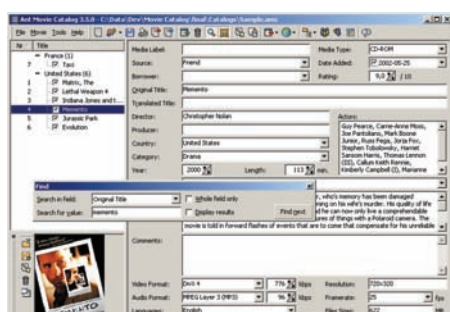 Ant Movie Catalog 3.5.0 - C:\Data\Dev\Movie Catalog\final\Catalogs\Sample.amc
File Movie Tools Help
Nr Title
France (1)
7 Taxi
United States (6)
1 Matrix, The
2 Lethal Weapon 4
3 Indiana Jones and t...
4 Memento
5 Jurassic Park
6 Evolution
Media Label: Media Type: CD-ROM
Source: Friend Date Added: 2002-05-25
Borrower: Rating: 9,0 / 10
Original Title: Memento
Translated Title:
Director: Christopher Nolan Actors:
Producer:
Country: United States
Category: Drama
Year: 2000 Length: 113 min.
Guy Pearce, Carrie-Anne Moss,
Joe Pantoliano, Mark Boone
Junior, Russ Fega, Jorja Fox,
Stephen Tobolowsky, Harriet
Sansom Harris, Thomas Lennon
(II), Callum Keith Rennie,
Kimberly Campbell (I), Marianne
Find
Search in field: Original Title Whole field only
Search for value: memento Display results Find next
, who's memory has been damaged
ning on his wife's murder. His quality of life
d he can now only live a comprehendable
es of things with a Polaroid camera. The
movie is told in forward flashes of events that are to come that compensate for his unreliable
Comments:
Video Format: DivX 4 776 kbps Resolution: 720x320
Audio Format: MPEG Layer 3 (MP3) 96 kbps Framerate: 25 fps
Languages: English Files Sizes: 622 MB